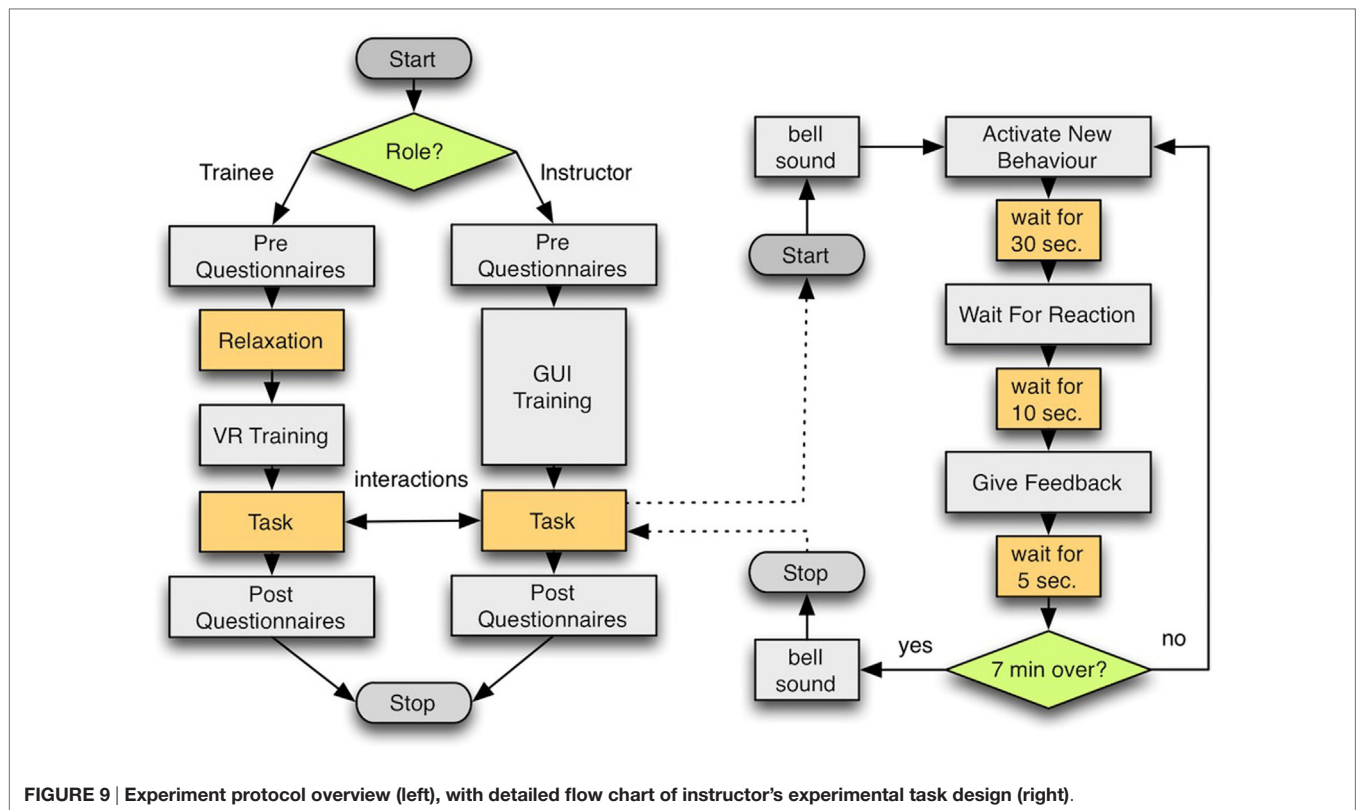 Start
Role?
Trainee
Instructor
Pre
Questionnaires
Pre
Questionnaires
Relaxation
GUI
Training
VR Training
interactions
Task
Task
Post
Questionnaires
Post
Questionnaires
Stop
bell
sound
Activate New
Behaviour
Start
wait for
30 sec.
Wait For Reaction
wait for
10 sec.
Give Feedback
wait for
5 sec.
Stop
bell
sound
yes
7 min over?
no
FIGURE 9 | Experiment protocol overview (left), with detailed flow chart of instructor's experimental task design (right).